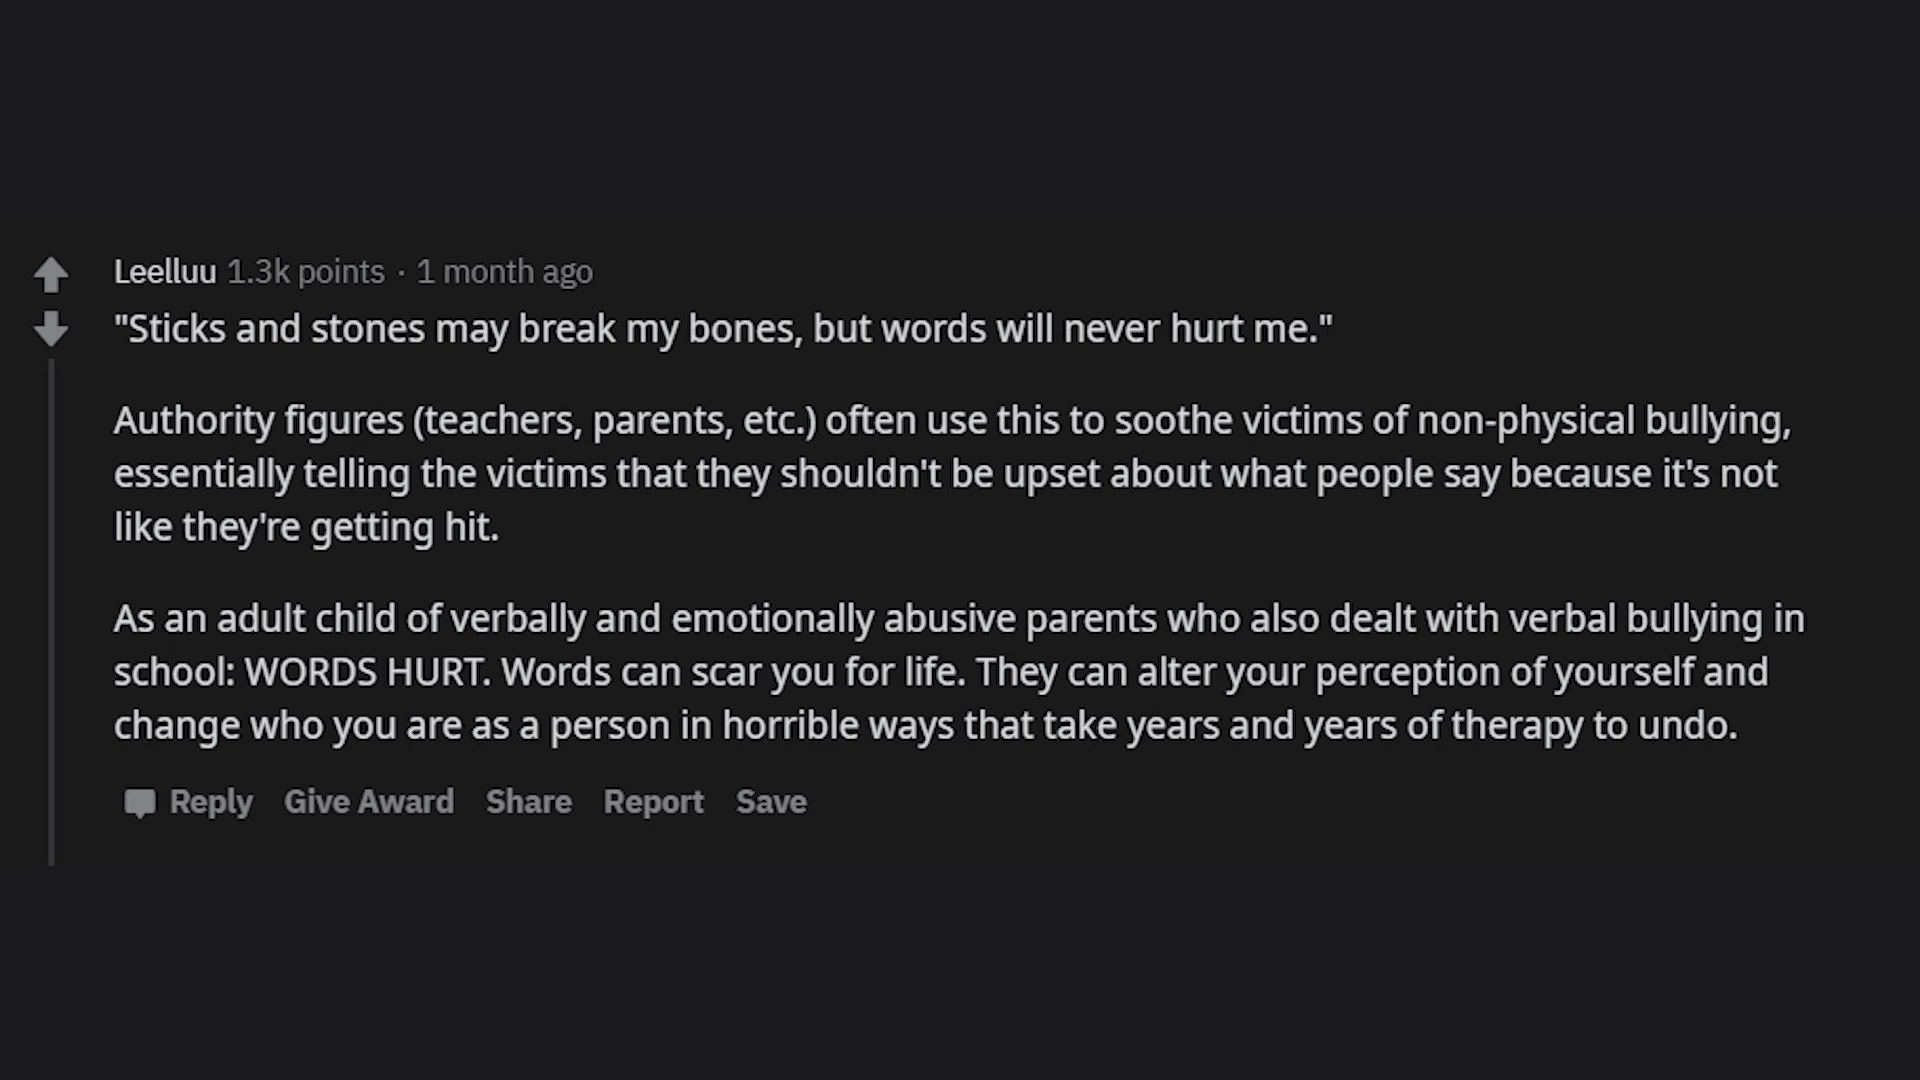 Leelluu 1.3k points · 1 month ago
"Sticks and stones may break my bones, but words will never hurt me."
Authority figures (teachers, parents, etc.) often use this to soothe victims of non-physical bullying,
essentially telling the victims that they shouldn't be upset about what people say because it's not
like they're getting hit.
As an adult child of verbally and emotionally abusive parents who also dealt with verbal bullying in
school: WORDS HURT. Words can scar you for life. They can alter your perception of yourself and
change who you are as a person in horrible ways that take years and years of therapy to undo.
Reply Give Award Share Report Save